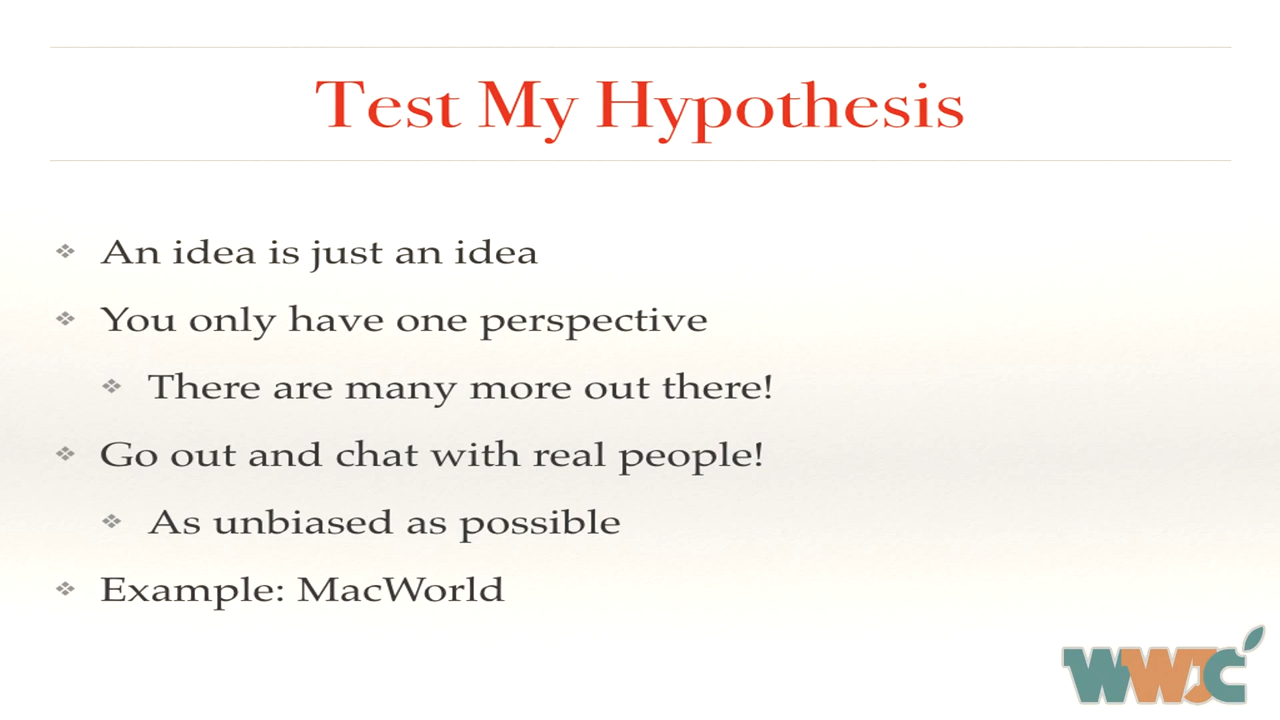 Test My Hypothesis
An idea is just an idea
You only have one perspective
There are many more out there!
Go out and chat with real people!
As unbiased as possible
Example: MacWorld
WWJC